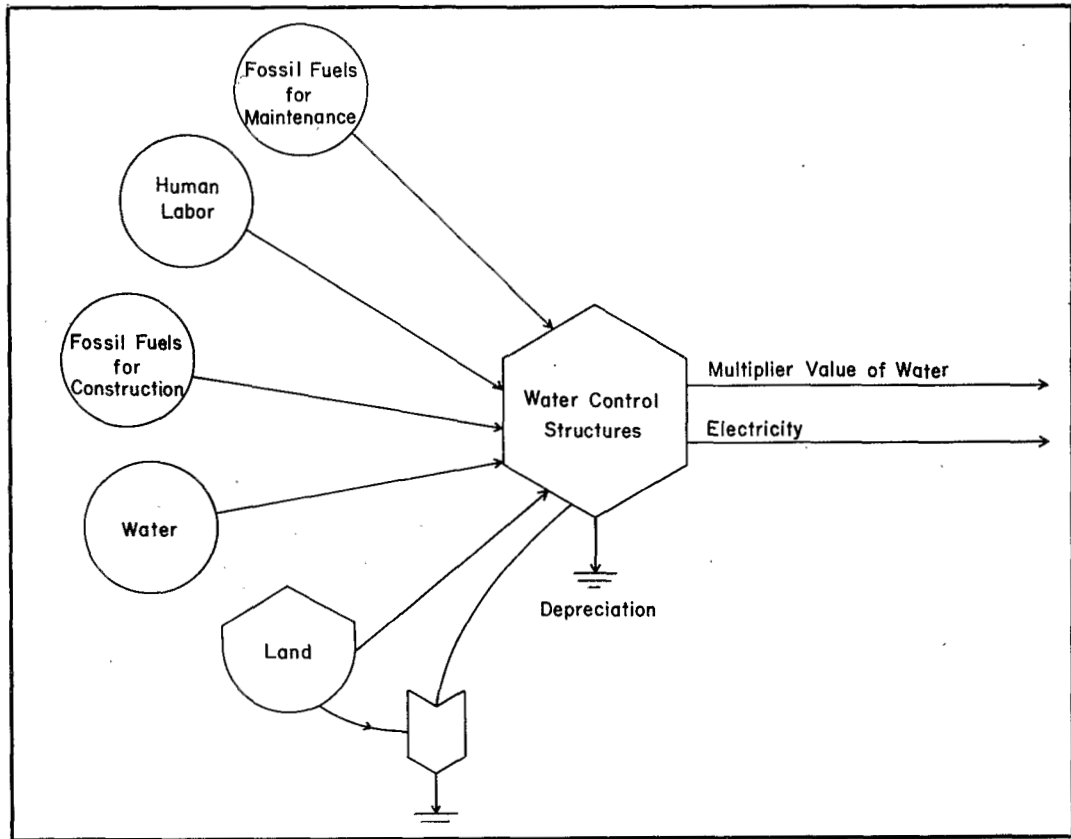 Fossil Fuels
for
Maintenance
Human
Labor
Fossil Fuels
for
Construction
Water
Land
Water Control
Structures
Multiplier Value of Water
Electricity
Depreciation